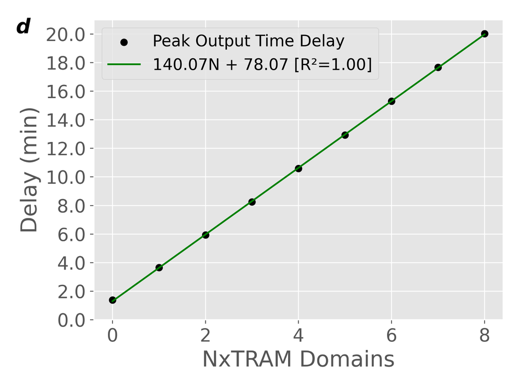 d
Peak Output Time Delay
140.07N + 78.07 [R²=1.00]
20.0
18.0
16.0
14.0
12.0
10.0
8.0
6.0
4.0
2.0
0.0
Delay (min)
0 2 4 6 8
NxTRAM Domains